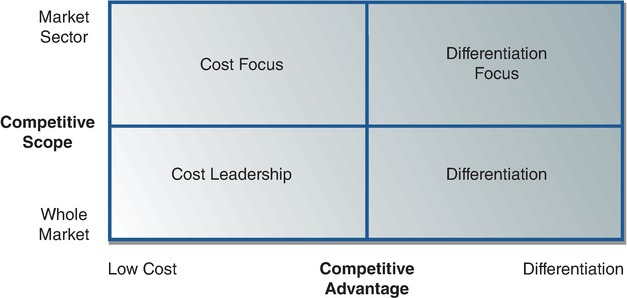 Market
Sector
Cost Focus
Differentiation
Focus
Competitive
Scope
Cost Leadership
Differentiation
Whole
Market
Low Cost
Competitive
Advantage
Differentiation